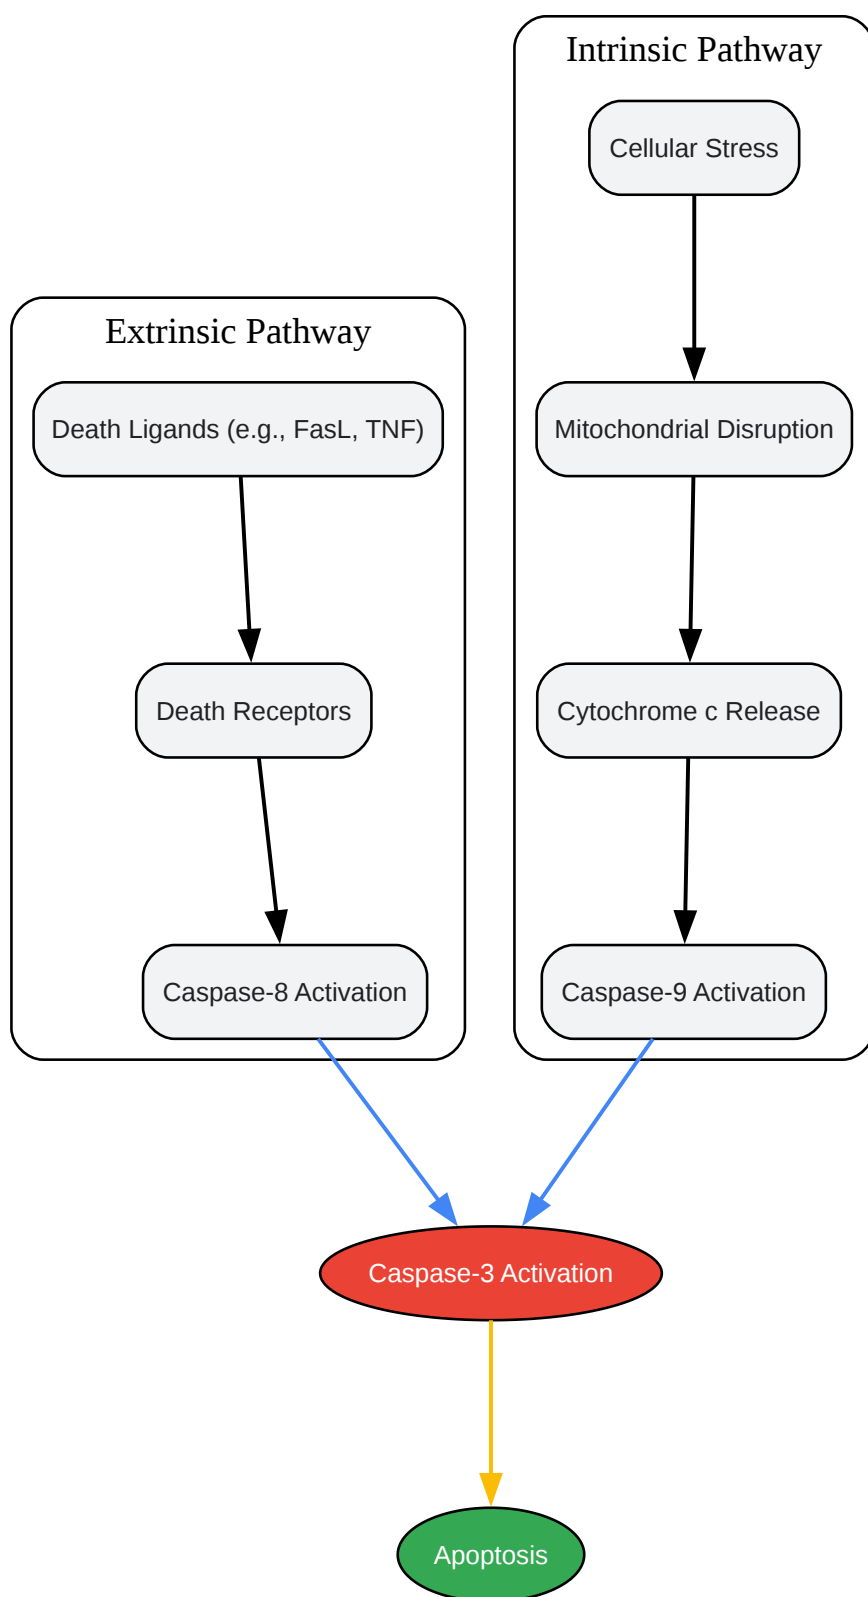 Intrinsic Pathway
Cellular Stress
Extrinsic Pathway
Death Ligands (e.g., FasL, TNF)
Mitochondrial Disruption
Death Receptors
Cytochrome c Release
Caspase-8 Activation
Caspase-9 Activation
Caspase-3 Activation
Apoptosis